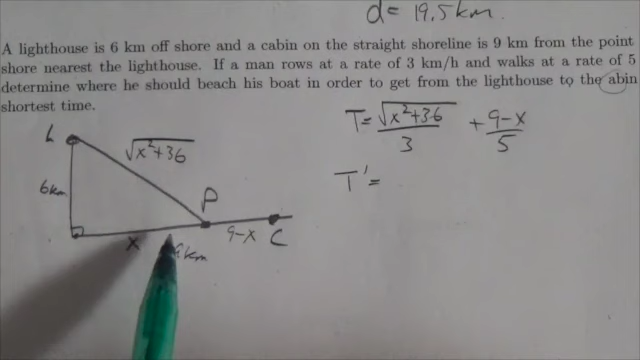 d = 19.5 km.
A lighthouse is 6 km off shore and a cabin on the straight shoreline is 9 km from the point
shore nearest the lighthouse. If a man rows at a rate of 3 km/h and walks at a rate of 5
determine where he should beach his boat in order to get from the lighthouse to the abin
shortest time.
T = √(x²+36)/3 + 9-x/5
L √(x²+36)
T' =
6km P
x 9-x C
km